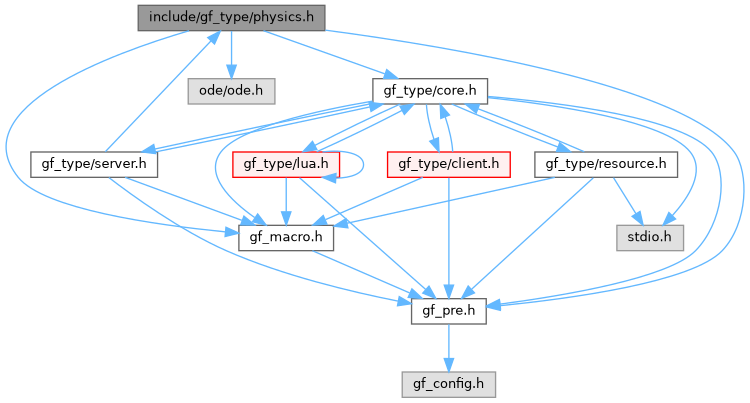 include/gf_type/physics.h
ode/ode.h
gf_type/core.h
gf_type/server.h
gf_type/lua.h
gf_type/client.h
gf_type/resource.h
gf_macro.h
stdio.h
gf_pre.h
gf_config.h